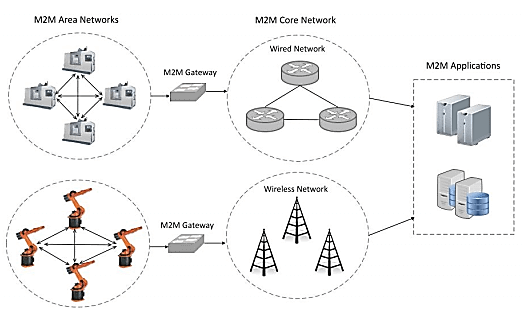 M2M Area Networks
M2M Core Network
Wired Network
M2M Gateway
M2M Applications
Wireless Network
M2M Gateway